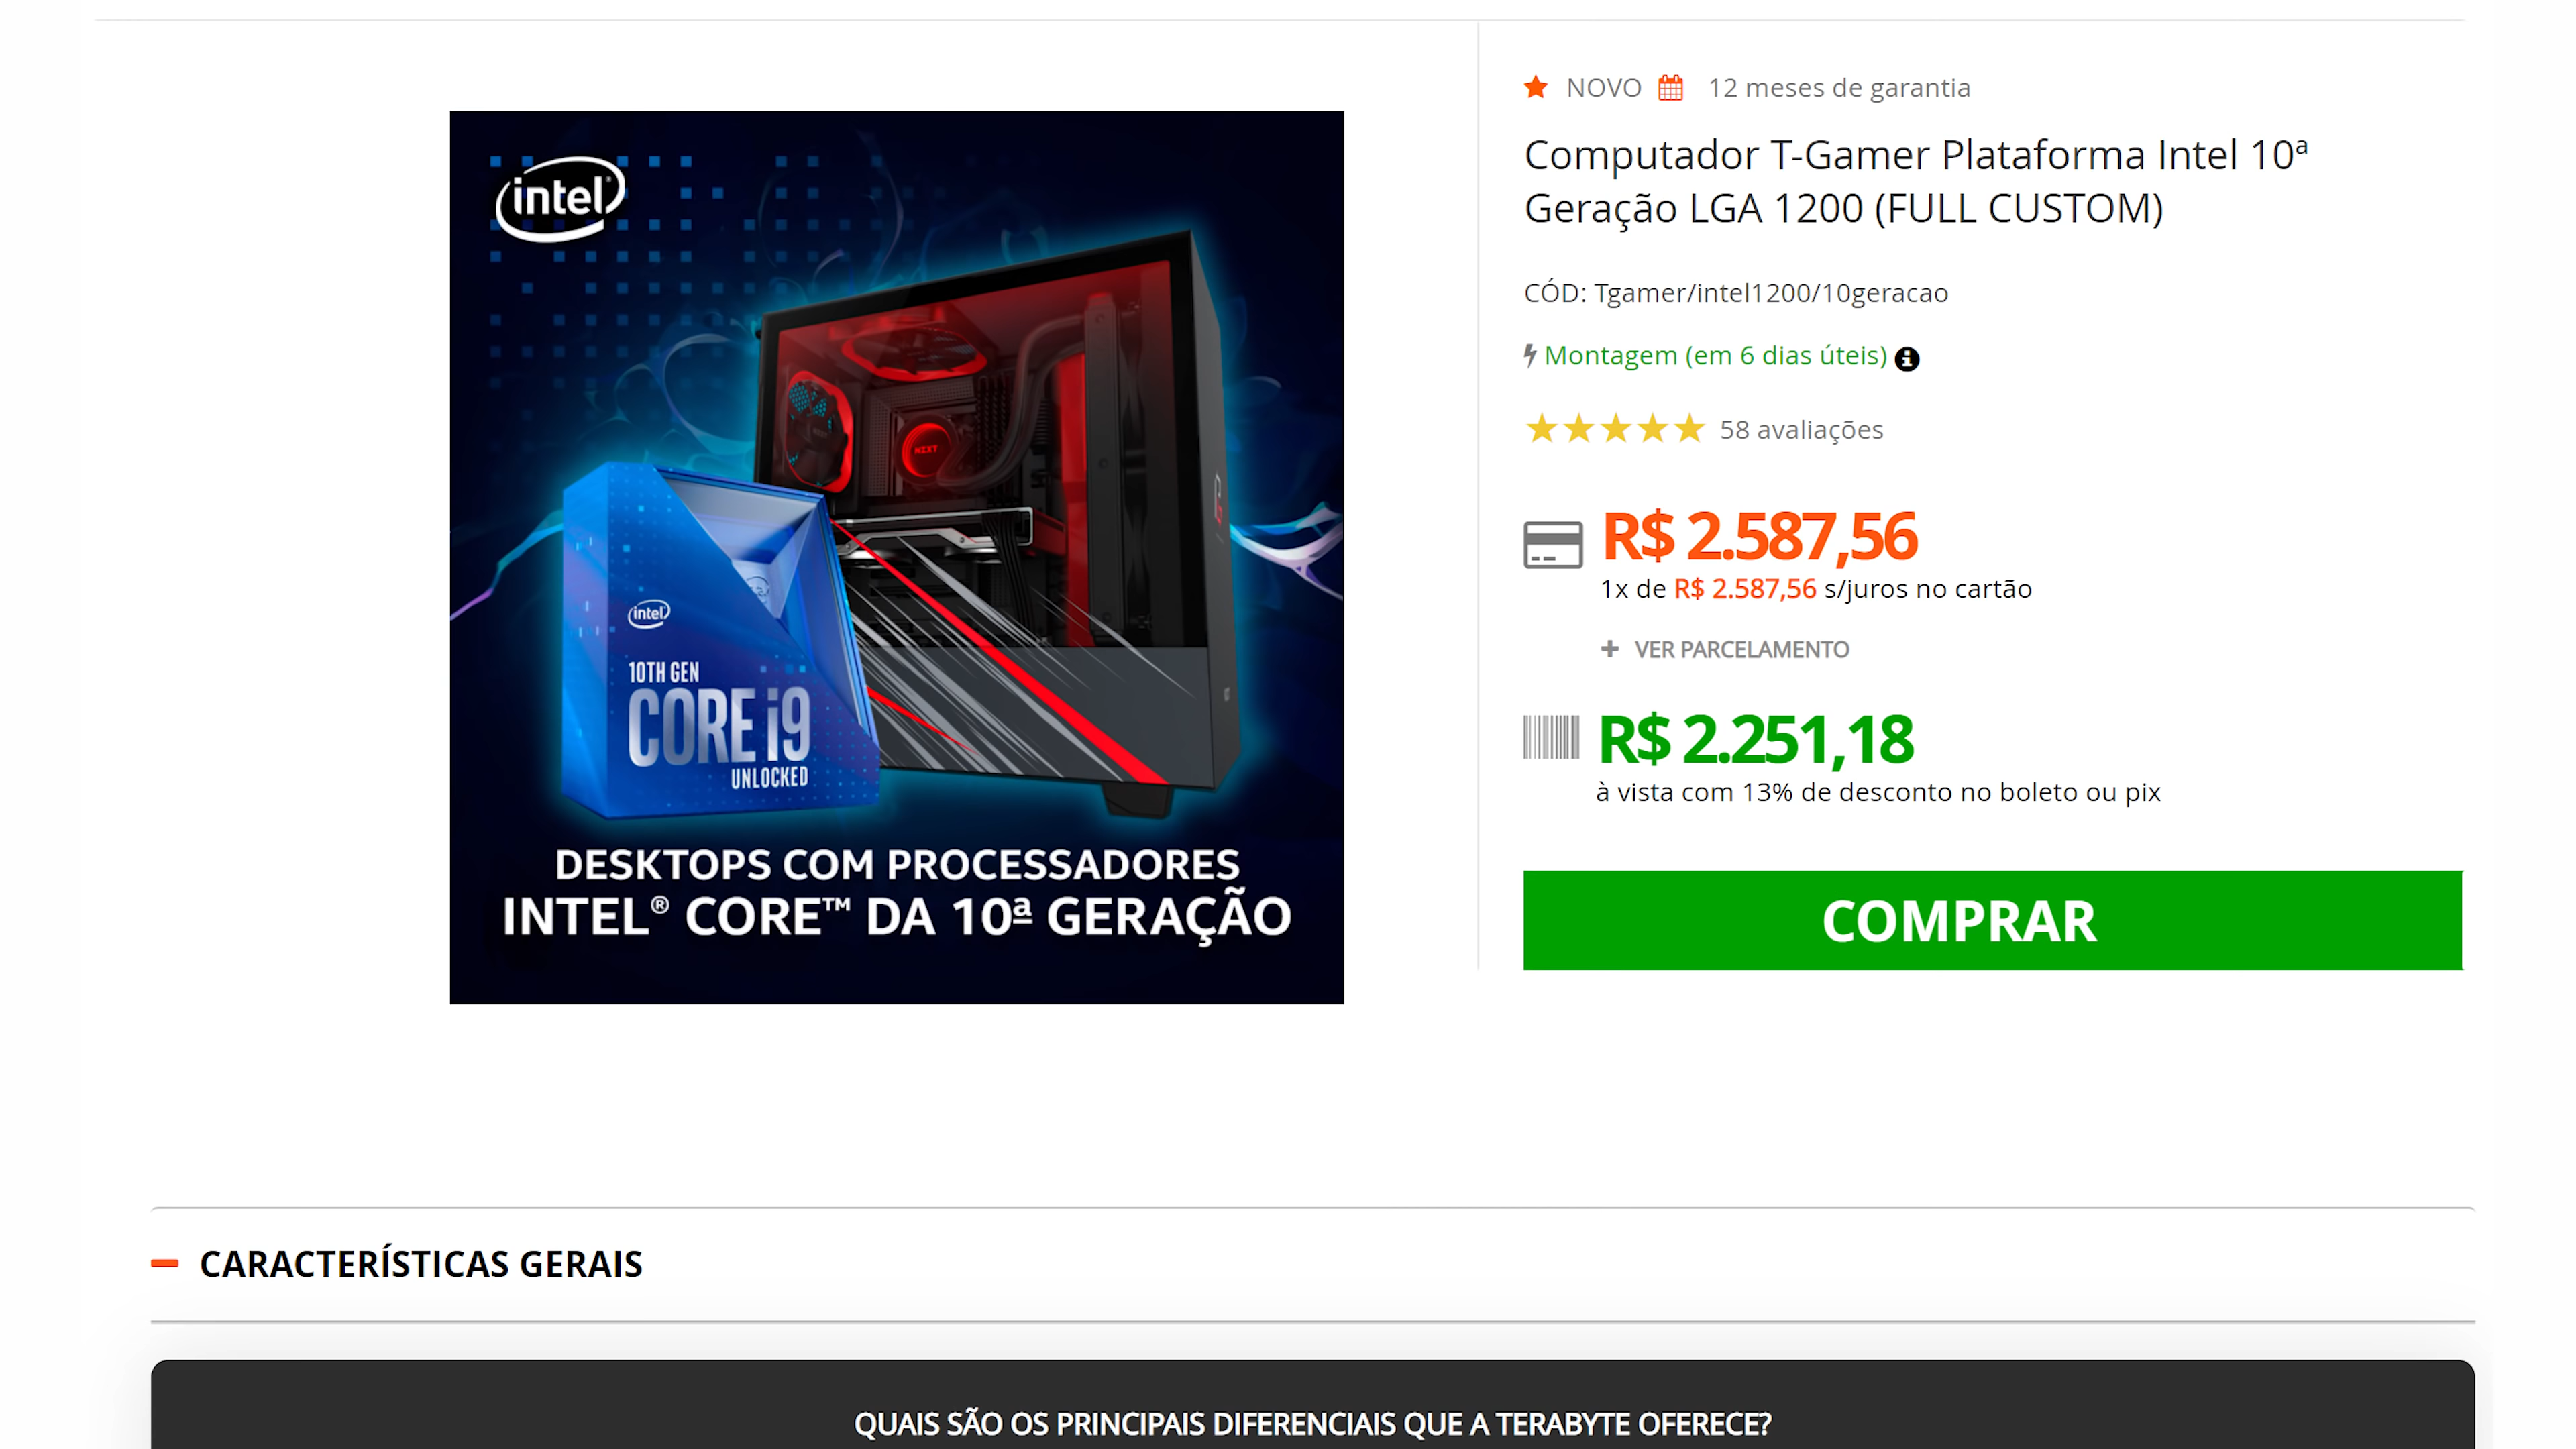 intel
NEXT
intel
10TH GEN
CORE i9
UNLOCKED
DESKTOPS COM PROCESSADORES
INTEL® CORE™ DA 10ª GERAÇÃO
NOVO 12 meses de garantia
Computador T-Gamer Plataforma Intel 10ª
Geração LGA 1200 (FULL CUSTOM)
CÓD: Tgamer/intel1200/10geracao
Montagem (em 6 dias úteis)
58 avaliações
R$ 2.587,56
1x de R$ 2.587,56 s/juros no cartão
+ VER PARCELAMENTO
R$ 2.251,18
à vista com 13% de desconto no boleto ou pix
COMPRAR
CARACTERÍSTICAS GERAIS
QUAIS SÃO OS PRINCIPAIS DIFERENCIAIS QUE A TERABYTE OFERECE?